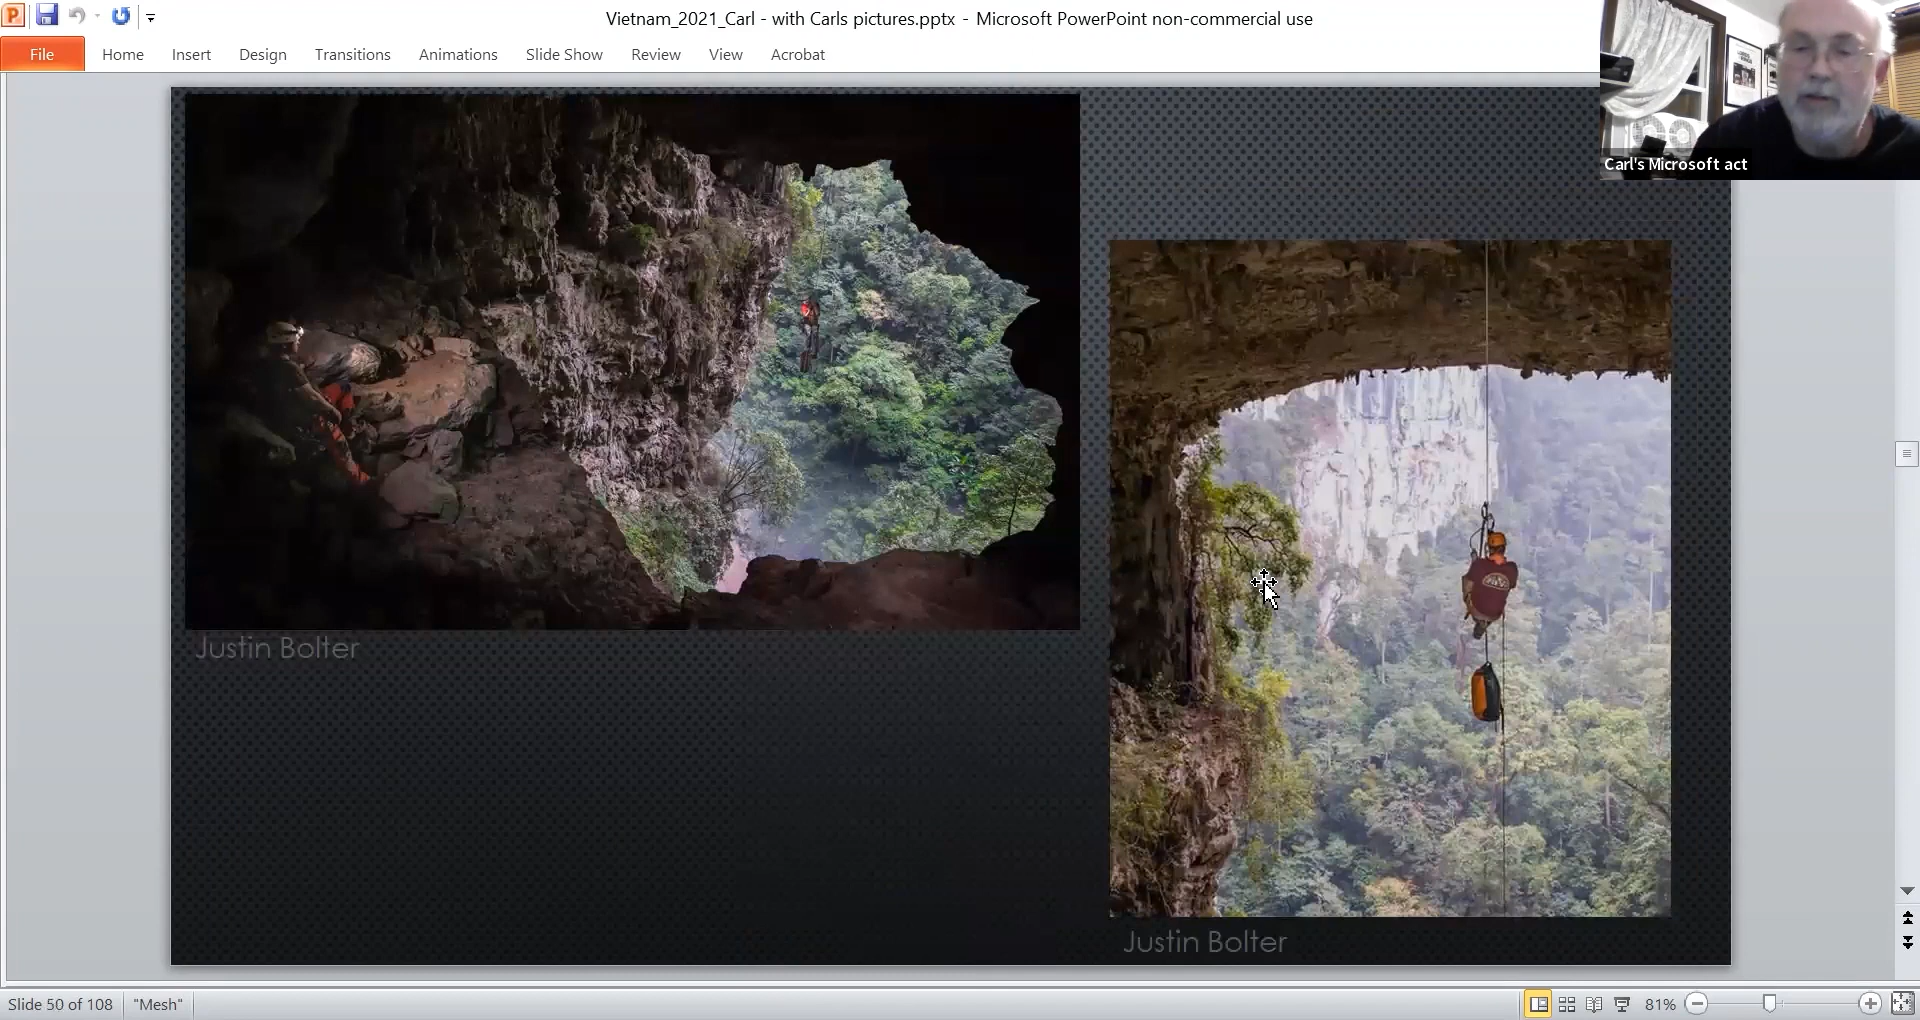 Vietnam_2021_Carl - with Carls pictures.pptx - Microsoft PowerPoint non-commercial use
File Home Insert Design Transitions Animations Slide Show Review View Acrobat
Carl's Microsoft act
Justin Bolter
Justin Bolter
Slide 50 of 108 "Mesh" 81%